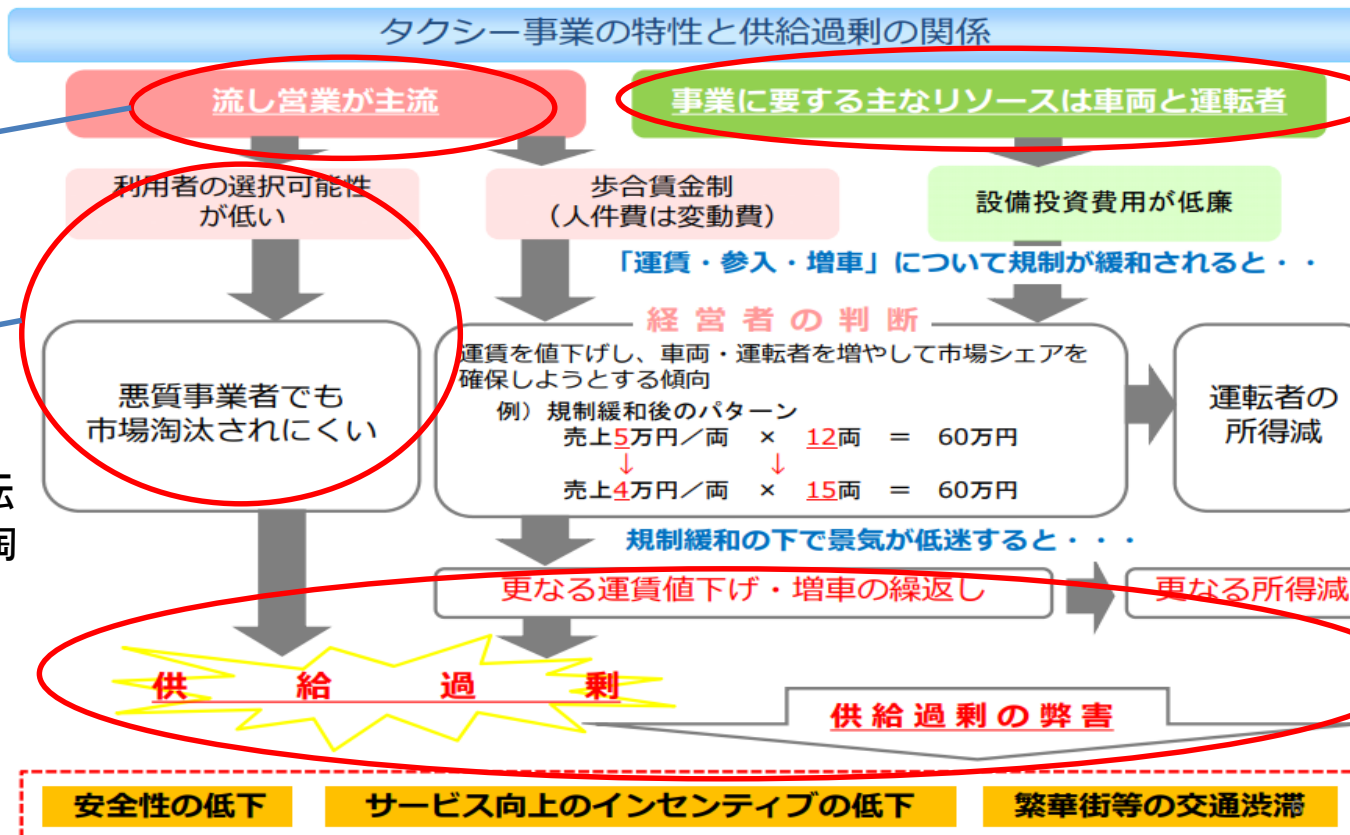 タクシー事業の特性と供給過剰の関係
流し営業が主流
事業に要する主なリソースは車両と運転者
利用者の選択可能性
が低い
歩合賃金制
（人件費は変動費）
設備投資費用が低廉
「運賃・参入・増車」について規制が緩和されると・・
経営者の判断
運賃を値下げし、車両・運転者を増やして市場シェアを
確保しようとする傾向
例）規制緩和後のパターン
売上5万円／両 × 12両 ＝ 60万円
↓ ↓
売上4万円／両 × 15両 ＝ 60万円
悪質事業者でも
市場淘汰されにくい
運転者の
所得減
規制緩和の下で景気が低迷すると・・・
更なる運賃値下げ・増車の繰返し
更なる所得減
供給過剰
供給過剰の弊害
安全性の低下
サービス向上のインセンティブの低下
繁華街等の交通渋滞